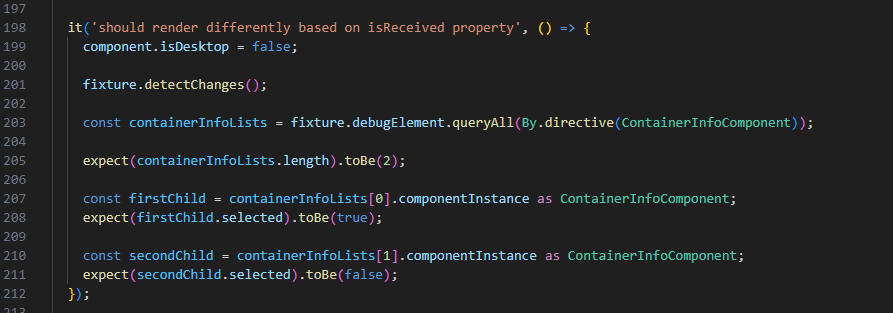 197
198 it('should render differently based on isReceived property', () => {
199 component.isDesktop = false;
200
201 fixture.detectChanges();
202
203 const containerInfoLists = fixture.debugElement.queryAll(By.directive(ContainerInfoComponent));
204
205 expect(containerInfoLists.length).toBe(2);
206
207 const firstChild = containerInfoLists[0].componentInstance as ContainerInfoComponent;
208 expect(firstChild.selected).toBe(true);
209
210 const secondChild = containerInfoLists[1].componentInstance as ContainerInfoComponent;
211 expect(secondChild.selected).toBe(false);
212 });
213